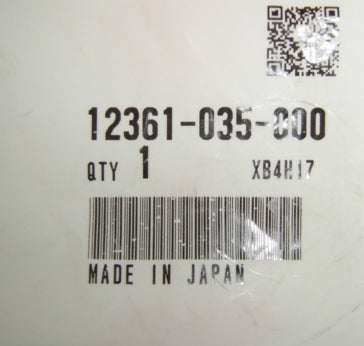 12361-035-000
QTY 1 XB4H17
MADE IN JAPAN